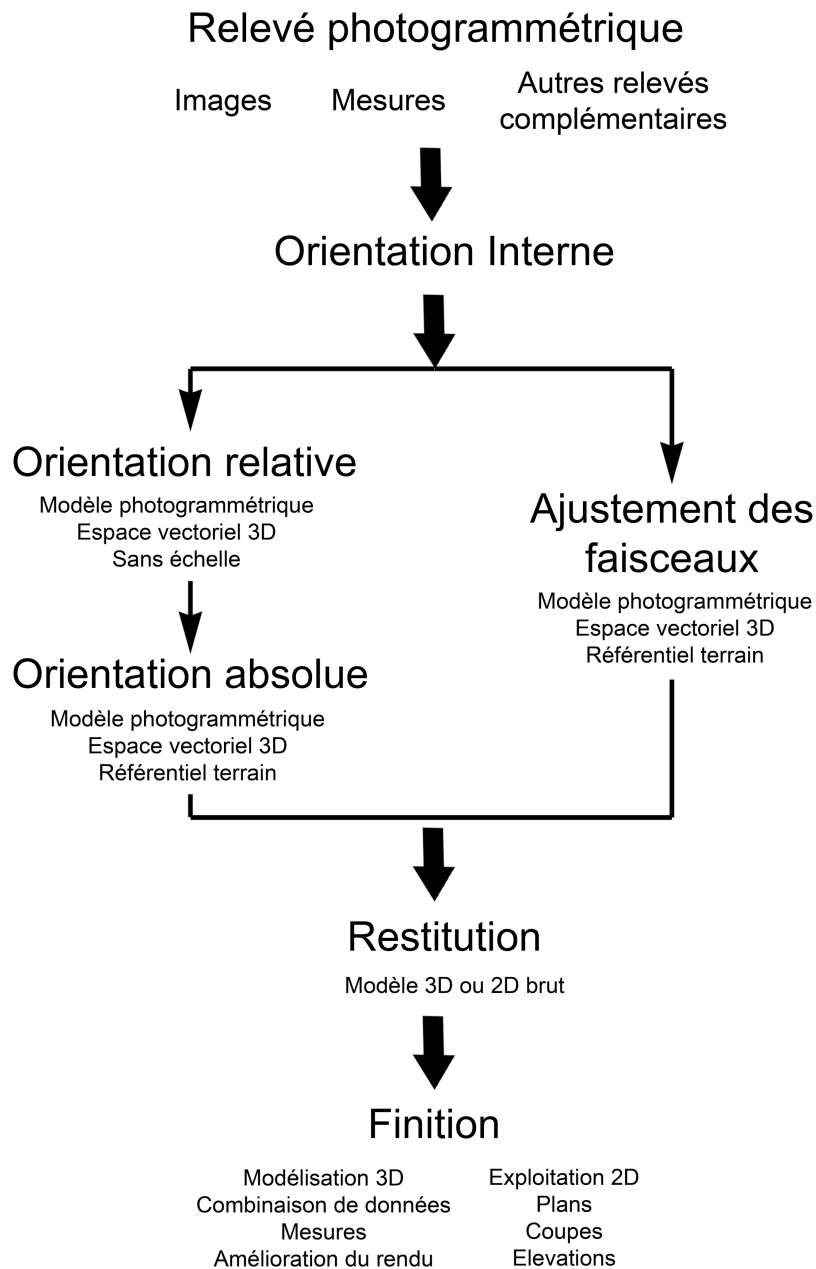 Relevé photogrammétrique
Images
Mesures
Autres relevés
complémentaires
Orientation Interne
Orientation relative
Modèle photogrammétrique
Espace vectoriel 3D
Sans échelle
Orientation absolue
Modèle photogrammétrique
Espace vectoriel 3D
Référentiel terrain
Ajustement des
faisceaux
Modèle photogrammétrique
Espace vectoriel 3D
Référentiel terrain
Restitution
Modèle 3D ou 2D brut
Finition
Modélisation 3D
Combinaison de données
Mesures
Amélioration du rendu
Exploitation 2D
Plans
Coupes
Elevations